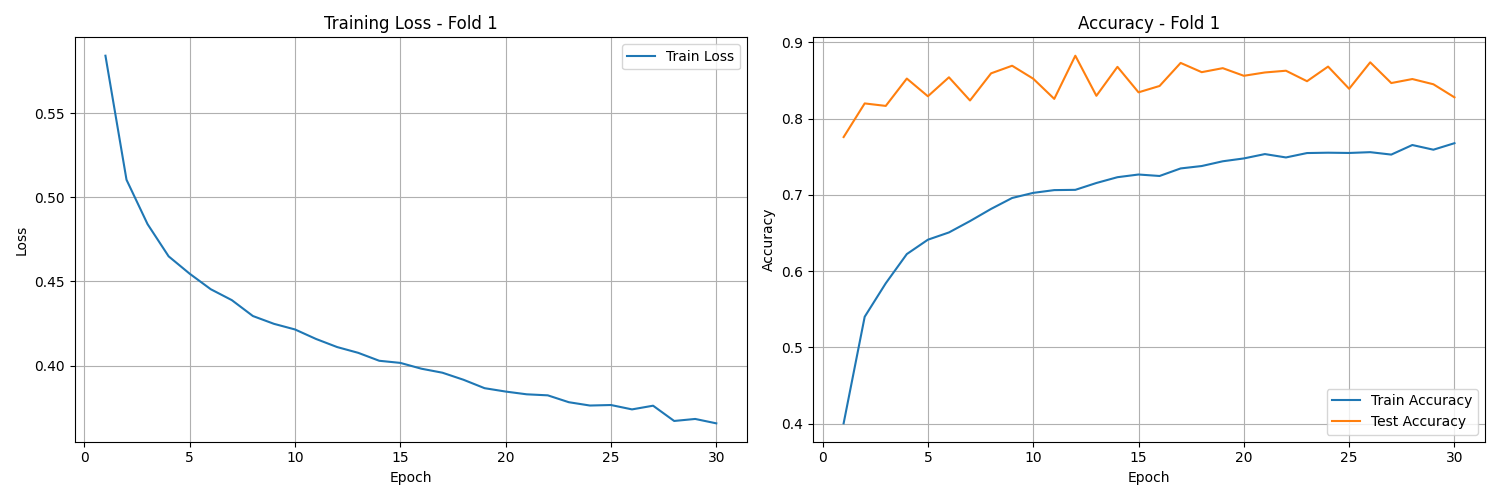 Training Loss - Fold 1
Train Loss
0.55
0.50
0.45
0.40
Loss
0 5 10 15 20 25 30
Epoch
Accuracy - Fold 1
0.9
0.8
0.7
0.6
0.5
0.4
Accuracy
Train Accuracy
Test Accuracy
0 5 10 15 20 25 30
Epoch